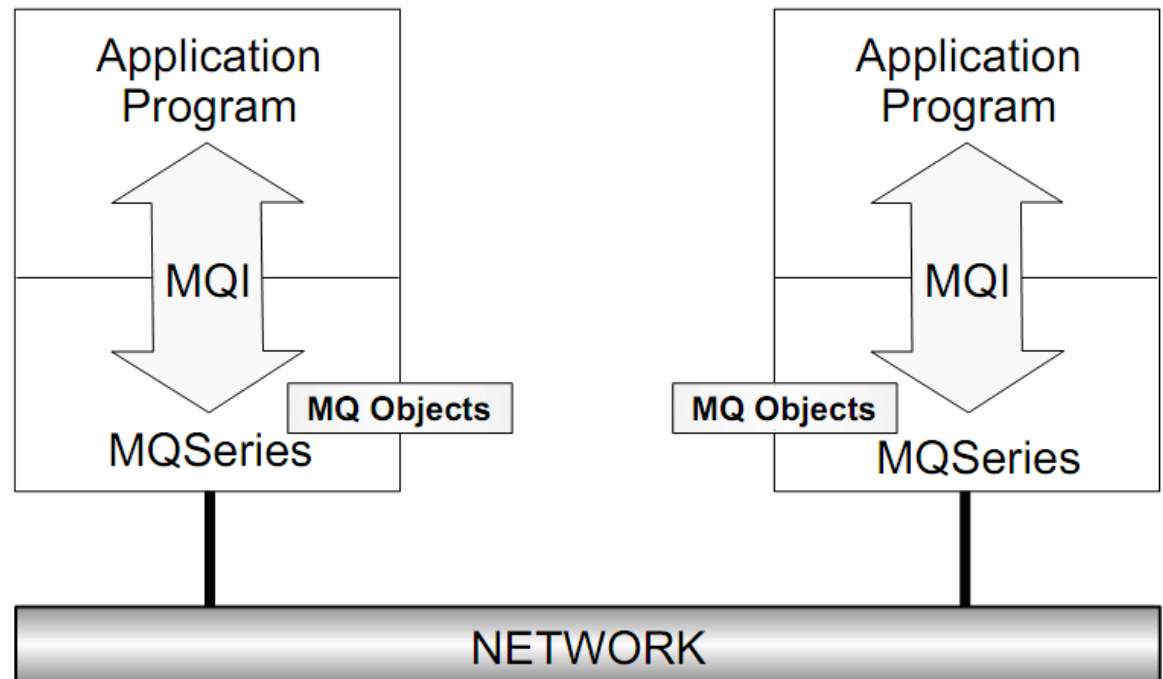 Application
Program
MQI
MQ Objects
MQSeries
Application
Program
MQI
MQ Objects
MQSeries
NETWORK